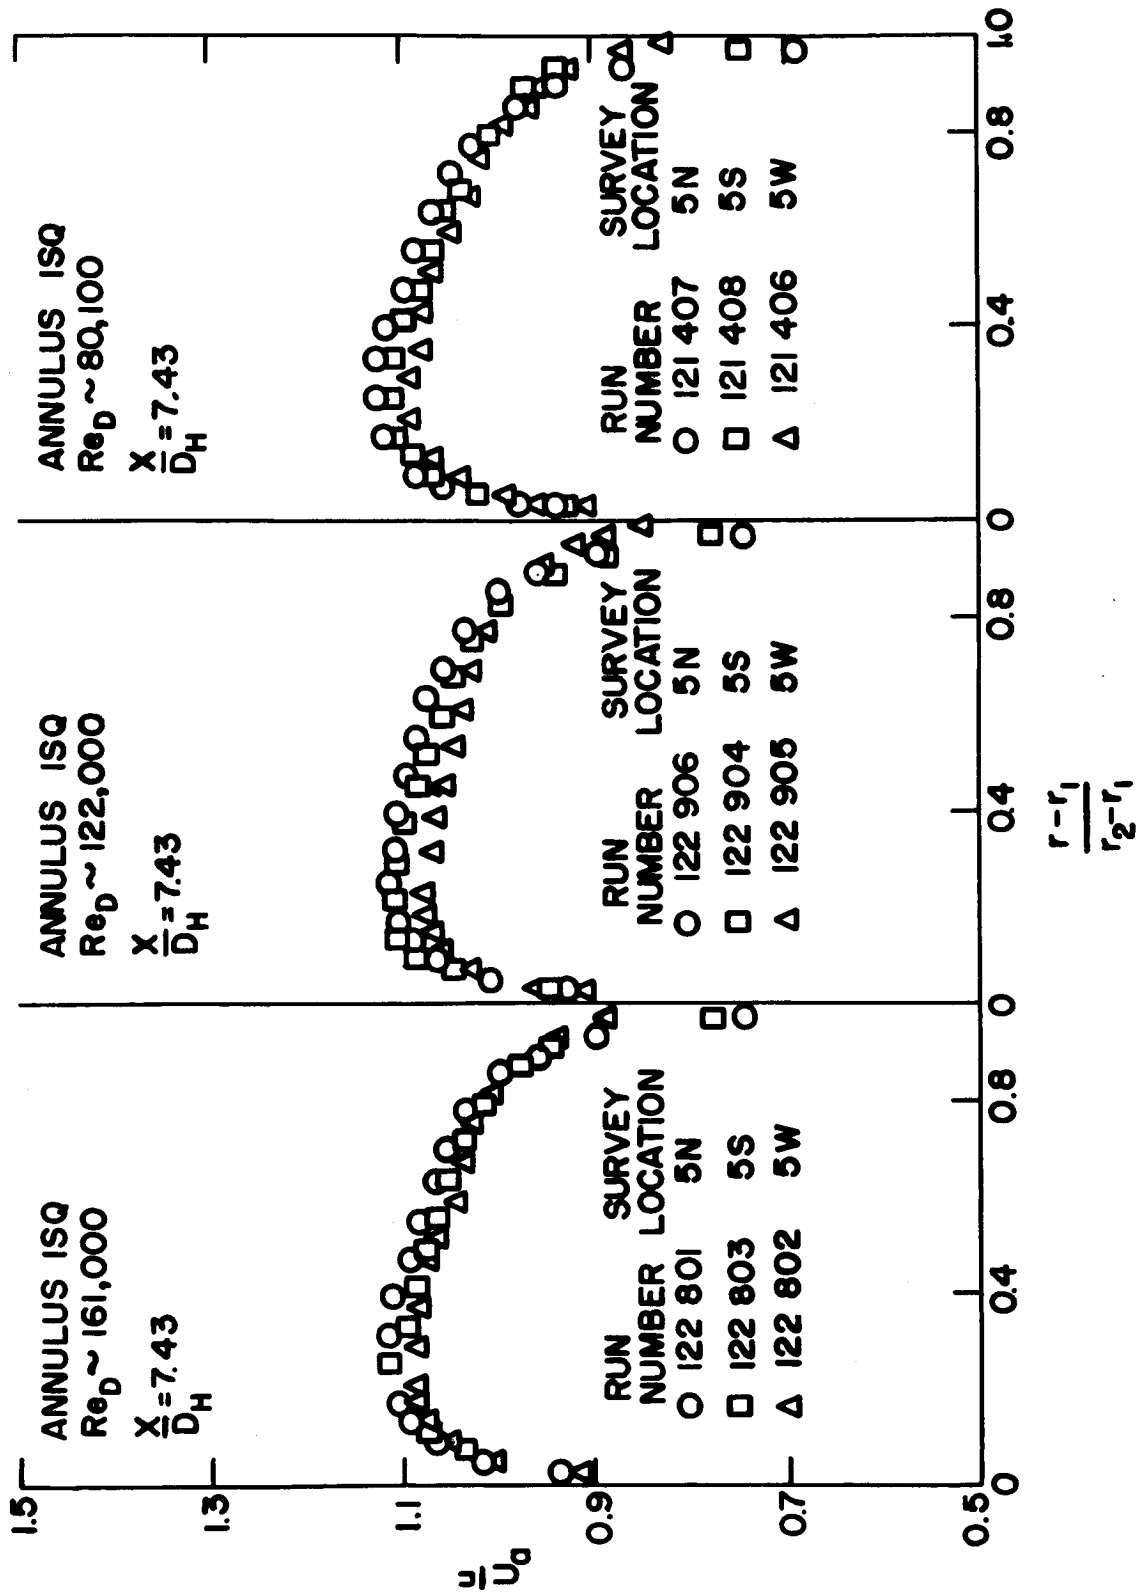 ANNULUS ISQ
Re_D ~ 161,000
X/D_H = 7.43
ANNULUS ISQ
Re_D ~ 122,000
X/D_H = 7.43
ANNULUS ISQ
Re_D ~ 80,100
X/D_H = 7.43
1.5
1.3
1.1
0.9
0.7
0.5
u/U_a
RUN SURVEY
NUMBER LOCATION
○ 122 801 5N
□ 122 803 5S
△ 122 802 5W
RUN SURVEY
NUMBER LOCATION
○ 122 906 5N
□ 122 904 5S
△ 122 905 5W
RUN SURVEY
NUMBER LOCATION
○ 121 407 5N
□ 121 408 5S
△ 121 406 5W
0 0.4 0.8 0 0.4 0.8 0 0.4 0.8 1.0
r-r_1
r_2-r_1